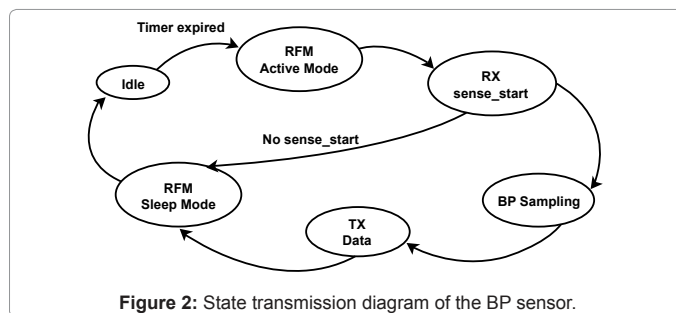 Timer expired
RFM
Active Mode
RX
sense_start
Idle
No sense_start
RFM
Sleep Mode
BP Sampling
TX
Data
Figure 2: State transmission diagram of the BP sensor.